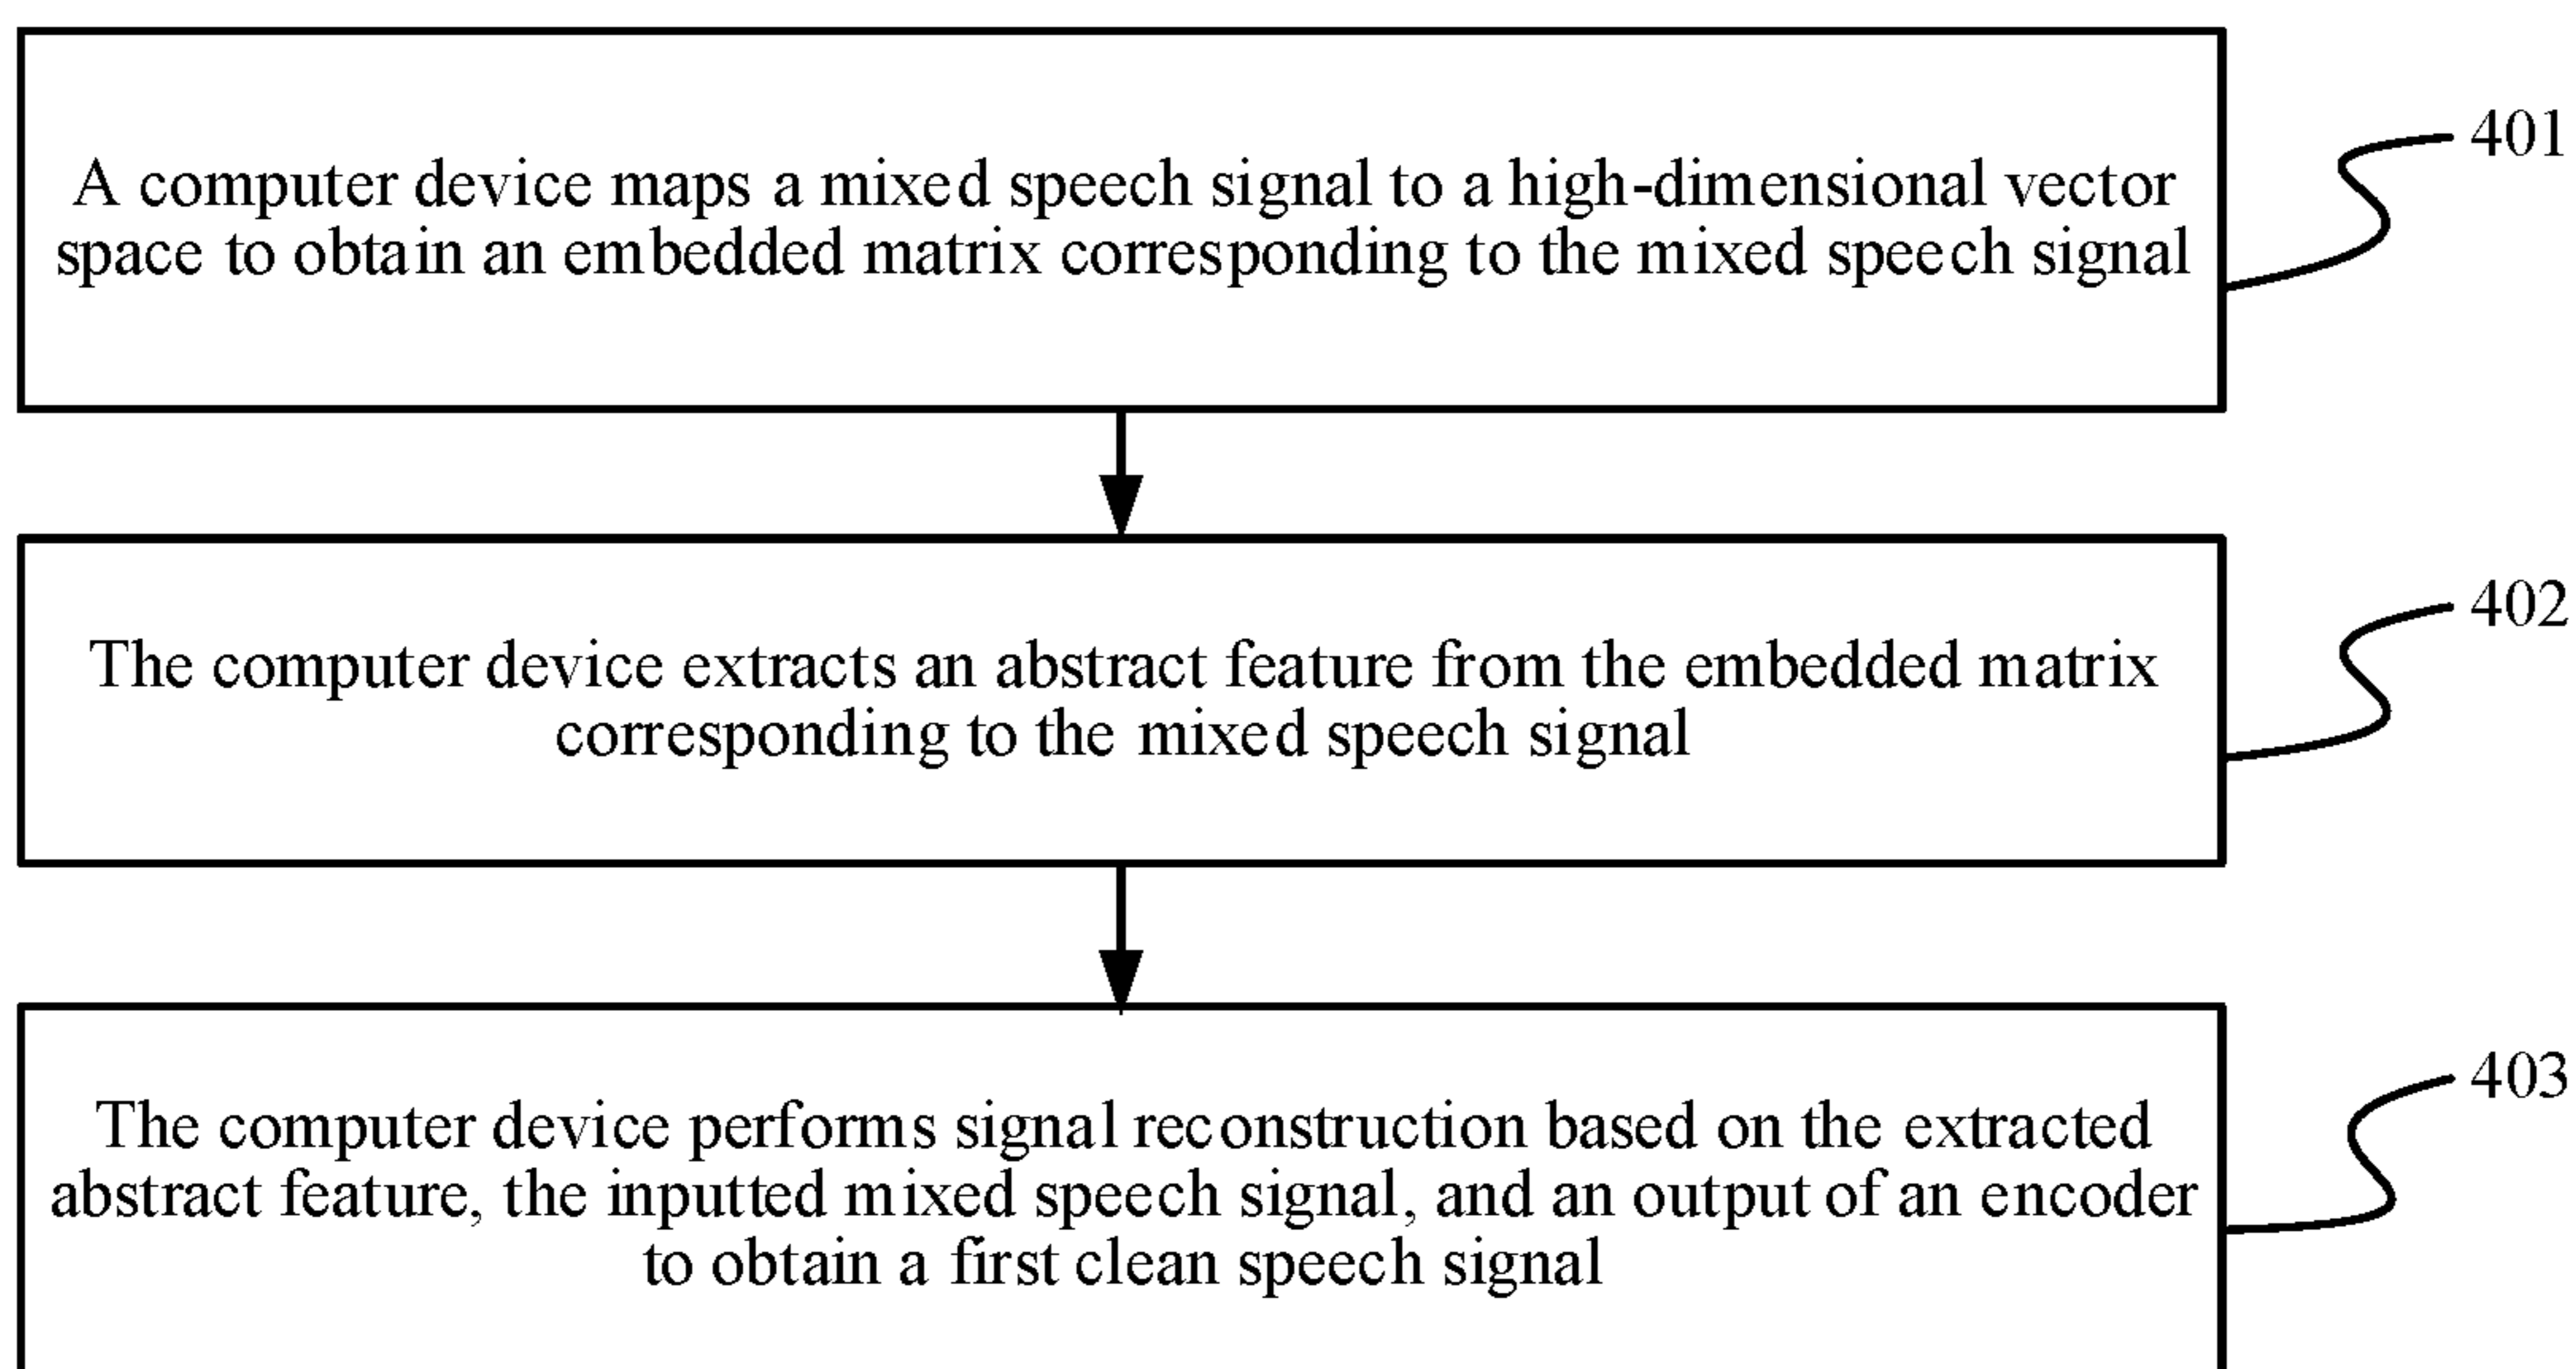 A computer device maps a mixed speech signal to a high-dimensional vector
space to obtain an embedded matrix corresponding to the mixed speech signal
401
The computer device extracts an abstract feature from the embedded matrix
corresponding to the mixed speech signal
402
The computer device performs signal reconstruction based on the extracted
abstract feature, the inputted mixed speech signal, and an output of an encoder
to obtain a first clean speech signal
403